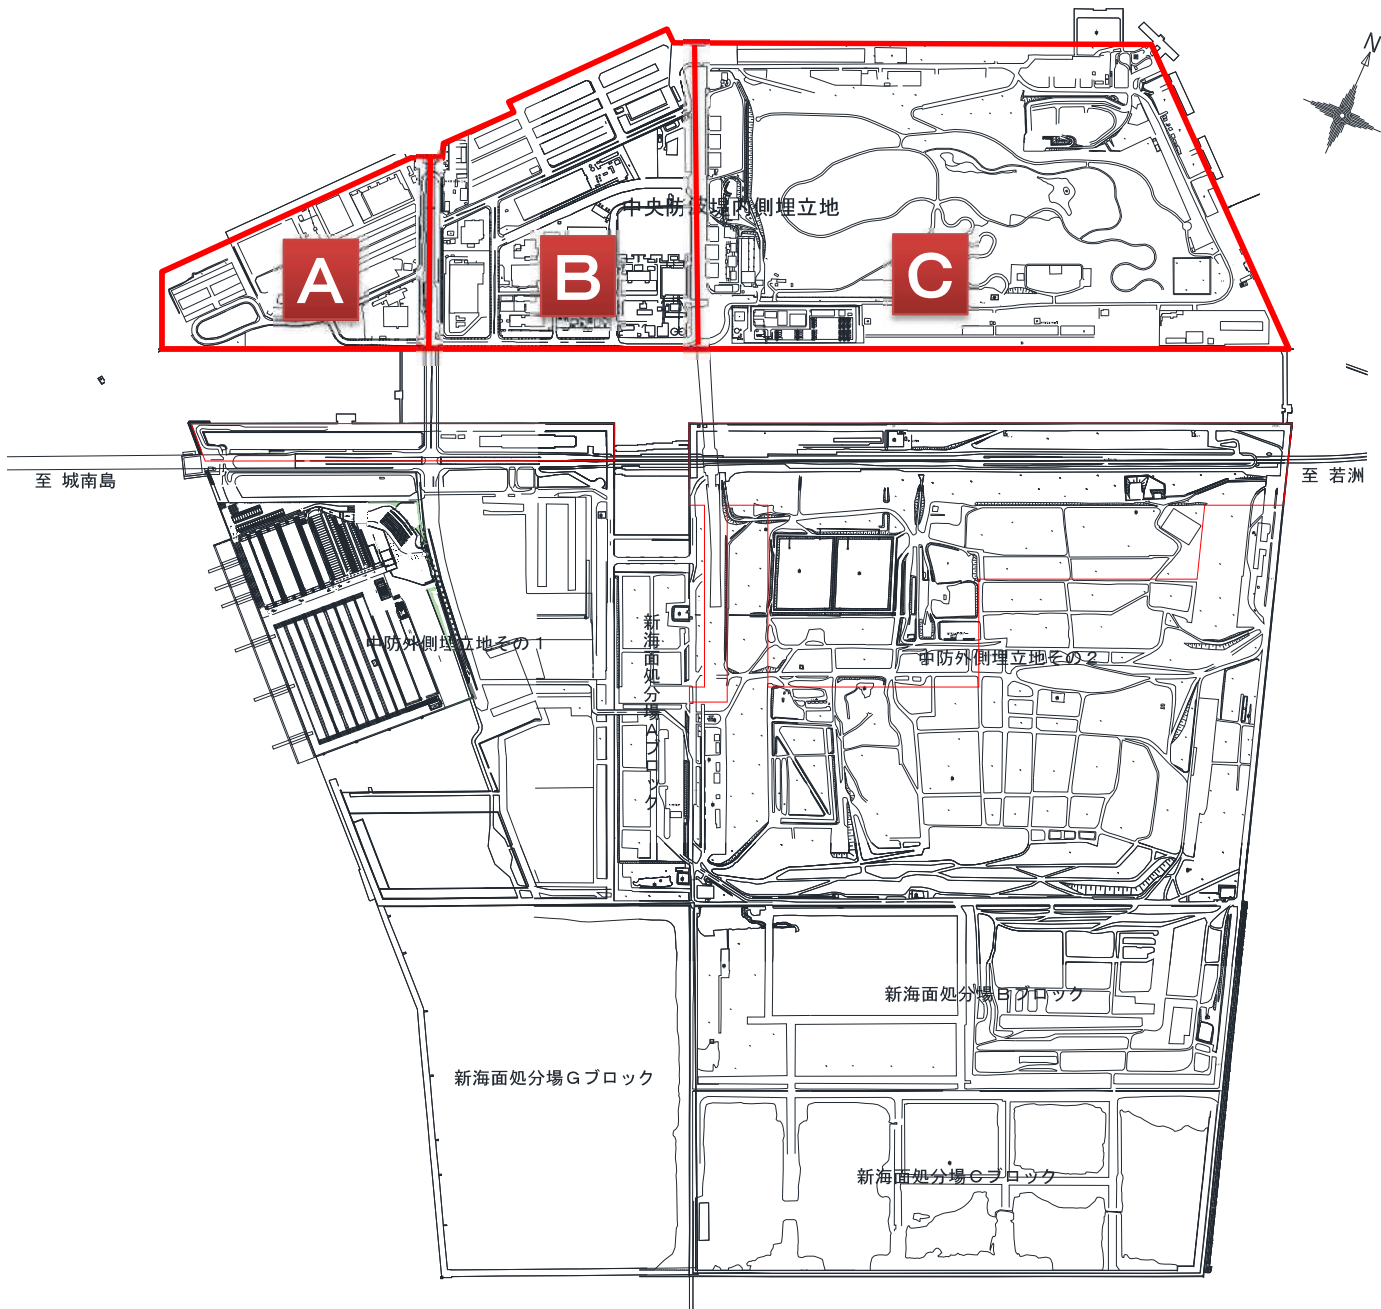 N
中央防波堤内側埋立地
A
B
C
至 城南島
至 若洲
中防外側埋立地その1
新海面処分場Aブロック
中防外側埋立地その2
新海面処分場Bブロック
新海面処分場Gブロック
新海面処分場Cブロック